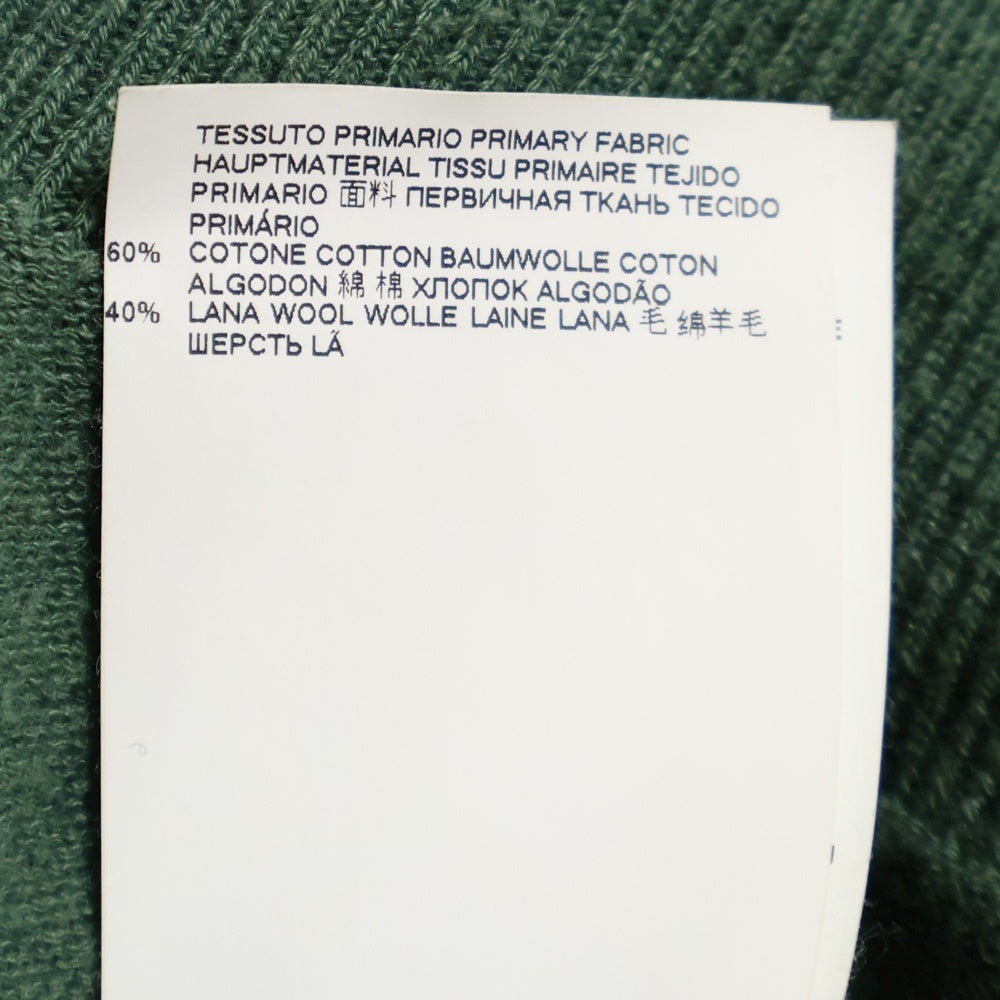 TESSUTO PRIMARIO PRIMARY FABRIC
HAUPTMATERIAL TISSU PRIMAIRE TEJIDO
PRIMARIO 面料 ПЕРВИЧНАЯ ТКАНЬ TECIDO
PRIMÁRIO
60% COTONE COTTON BAUMWOLLE COTON
ALGODON 綿 棉 ХЛОПОК ALGODÃO
40% LANA WOOL WOLLE LAINE LANA 毛 绵羊毛
ШЕРСТЬ LÃ